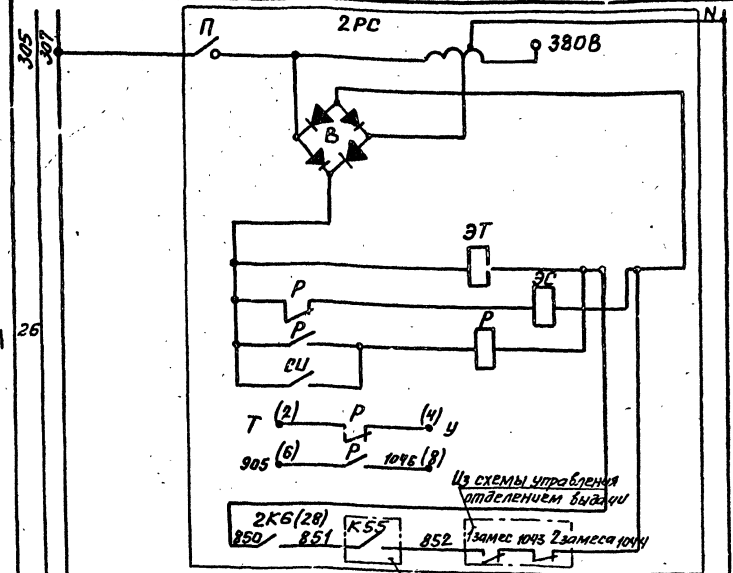 305
307
П
2РС
380В
N
В
ЭТ
ЭС
Р
Р
Р
26
СЦ
Т (2) Р (4) У
905 (6) Р 1046 (8)
Из схемы управления
отделением выдачи
2К6(28)
850 851 К55 852 1замес 1043 2замеса 1044